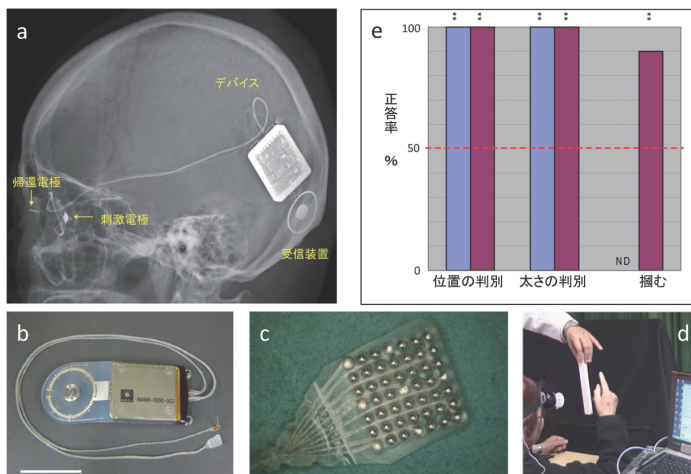 a
デバイス
帰還電極
刺激電極
受信装置
e
**
**
**
**
**
100
50
0
正答率
%
ND
位置の判別
太さの判別
掴む
b
c
d